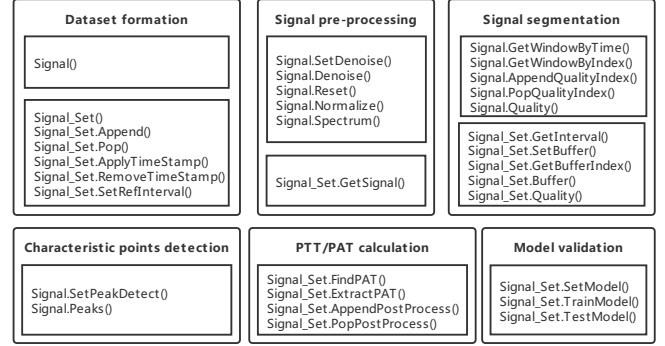 Dataset formation
Signal()
Signal_Set()
Signal_Set.Append()
Signal_Set.Pop()
Signal_Set.ApplyTimeStamp()
Signal_Set.RemoveTimeStamp()
Signal_Set.SetRefInterval()
Signal pre-processing
Signal.SetDenoise()
Signal.Denoise()
Signal.Reset()
Signal.Normalize()
Signal.Spectrum()
Signal_Set.GetSignal()
Signal segmentation
Signal.GetWindowByTime()
Signal.GetWindowByIndex()
Signal.AppendQualityIndex()
Signal.PopQualityIndex()
Signal.Quality()
Signal_Set.GetInterval()
Signal_Set.SetBuffer()
Signal_Set.GetBufferIndex()
Signal_Set.Buffer()
Signal_Set.Quality()
Characteristic points detection
Signal.SetPeakDetect()
Signal.Peaks()
PTT/PAT calculation
Signal_Set.FindPAT()
Signal_Set.ExtractPAT()
Signal_Set.AppendPostProcess()
Signal_Set.PopPostProcess()
Model validation
Signal_Set.SetModel()
Signal_Set.TrainModel()
Signal_Set.TestModel()